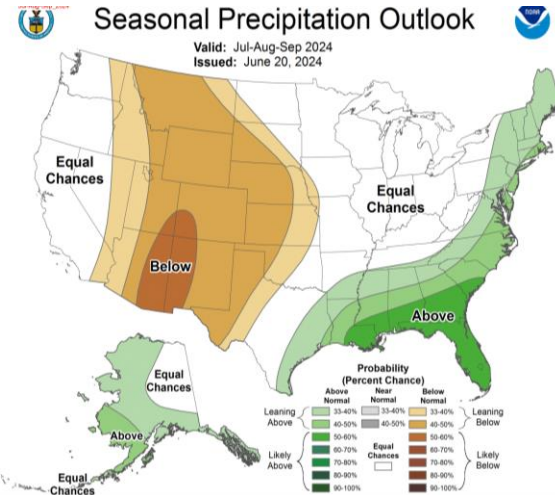 Seasonal Precipitation Outlook
Valid: Jul-Aug-Sep 2024
Issued: June 20, 2024
Equal
Chances
Equal
Chances
Below
Above
Equal
Chances
Above
Equal
Chances
Probability
(Percent Chance)
Above
Normal
Near
Normal
Below
Normal
Leaning
Above
33-40%
33-40%
33-40%
Leaning
Below
40-50%
40-50%
40-50%
Likely
Above
50-60%
50-60%
Likely
Below
60-70%
Equal
Chances
60-70%
70-80%
70-80%
80-90%
80-90%
90-100%
90-100%